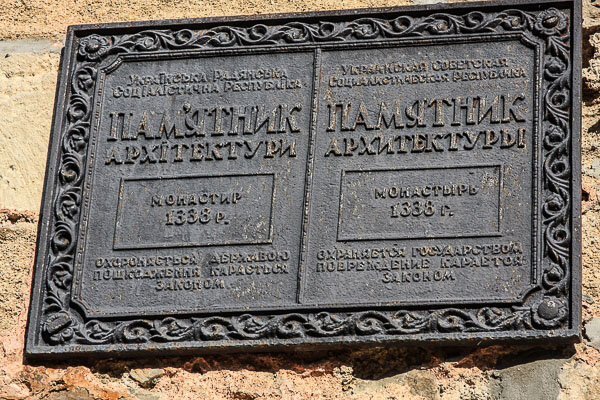 Українська Радянська
Соціалістична Республіка
ПАМ'ЯТНИК
АРХІТЕКТУРИ
МОНАСТИР
1338 р.
ОХОРОНЯЄТЬСЯ ДЕРЖАВОЮ
ПОШКОДЖЕННЯ КАРАЄТЬСЯ
ЗАКОНОМ
Украинская Советская
Социалистическая Республика
ПАМЯТНИК
АРХИТЕКТУРЫ
МОНАСТЫРЬ
1338 г.
ОХРАНЯЕТСЯ ГОСУДАРСТВОМ
ПОВРЕЖДЕНИЕ КАРАЕТСЯ
ЗАКОНОМ